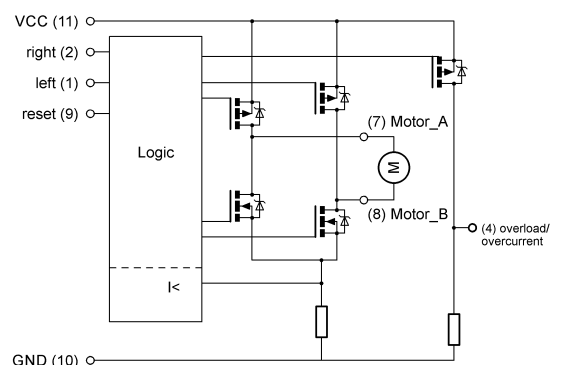 VCC (11)
right (2)
left (1)
reset (9)
Logic
(7) Motor_A
M
(8) Motor_B
(4) overload/
overcurrent
I<
GND (10)